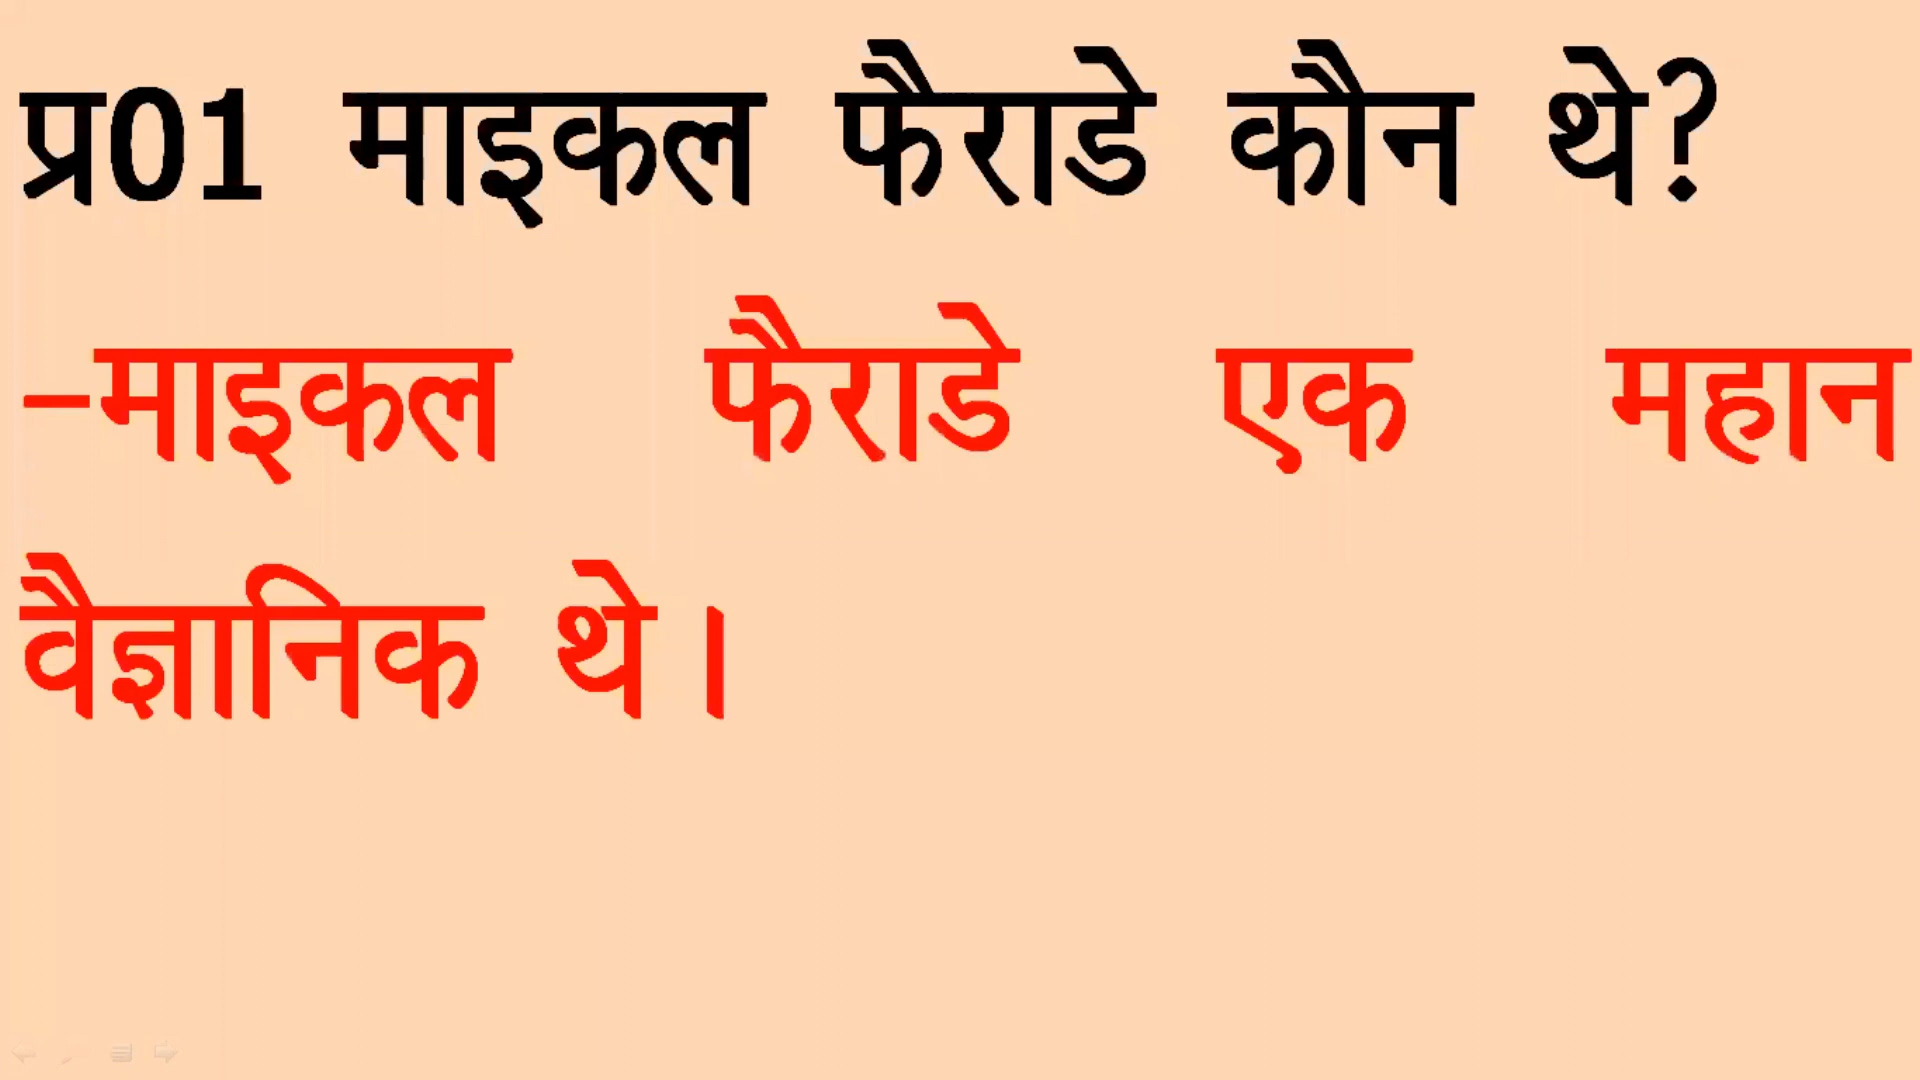 प्र01 माइकल फैराडे कौन थे?
–माइकल फैराडे एक महान
वैज्ञानिक थे।